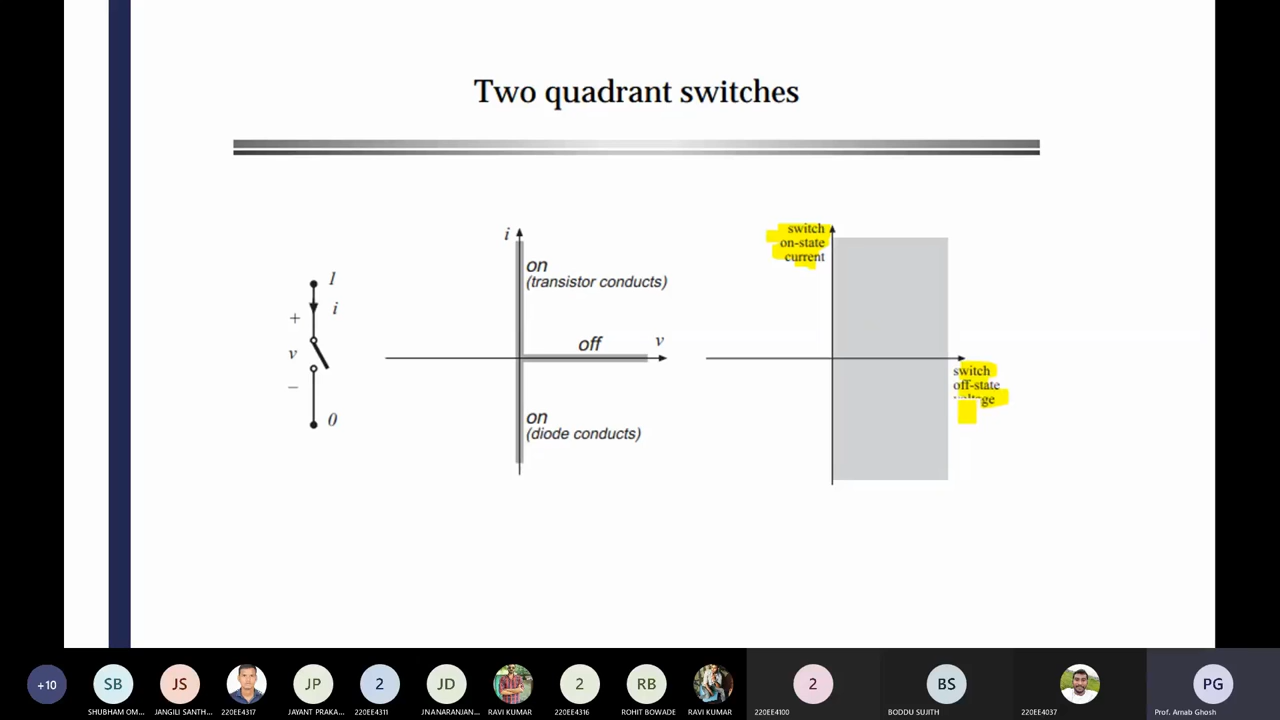 Two quadrant switches
1
i
+
v
–
0
i
on
(transistor conducts)
off
v
on
(diode conducts)
switch
on-state
current
switch
off-state
voltage
+10
SB
JS
JP
2
JD
2
RB
2
BS
PG
SHUBHAM OM...
JANGILI SANTH...
220EE4317
JAYANT PRAKA...
220EE4311
JNANARANJAN...
RAVI KUMAR
220EE4316
ROHIT BOWADE
RAVI KUMAR
220EE4100
BODDU SUJITH
220EE4037
Prof. Arnab Ghosh